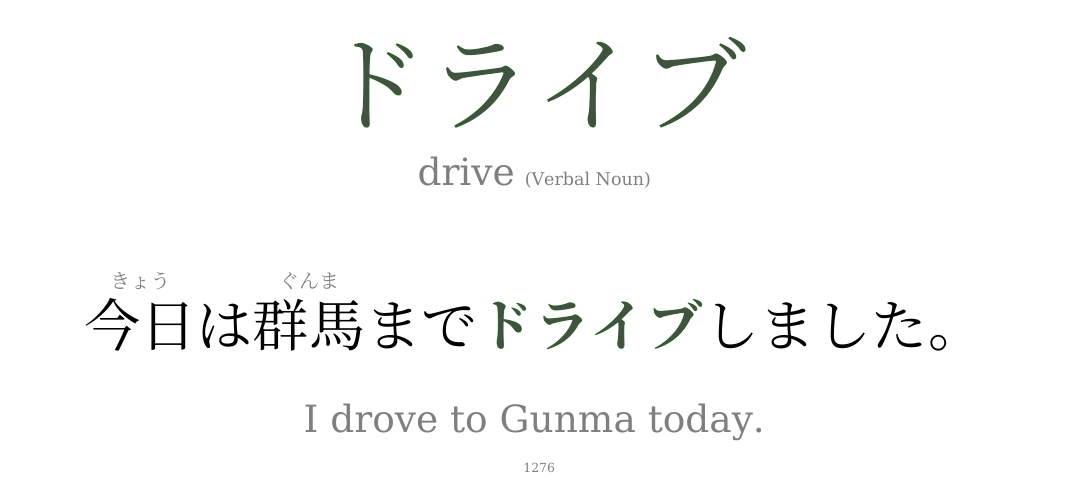 ドライブ
drive (Verbal Noun)
きょう ぐんま
今日は群馬までドライブしました。
I drove to Gunma today.
1276